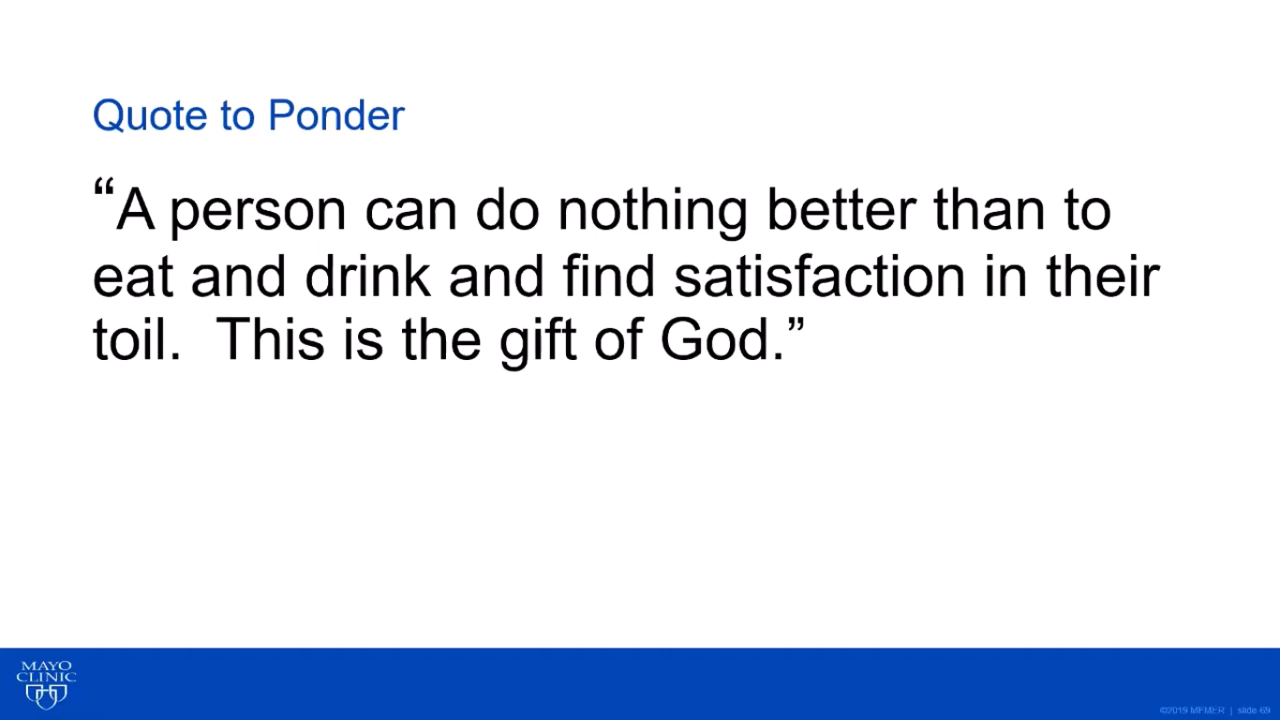 Quote to Ponder
“A person can do nothing better than to
eat and drink and find satisfaction in their
toil.  This is the gift of God.”
MAYO
CLINIC
©2019 MFMER | slide 69